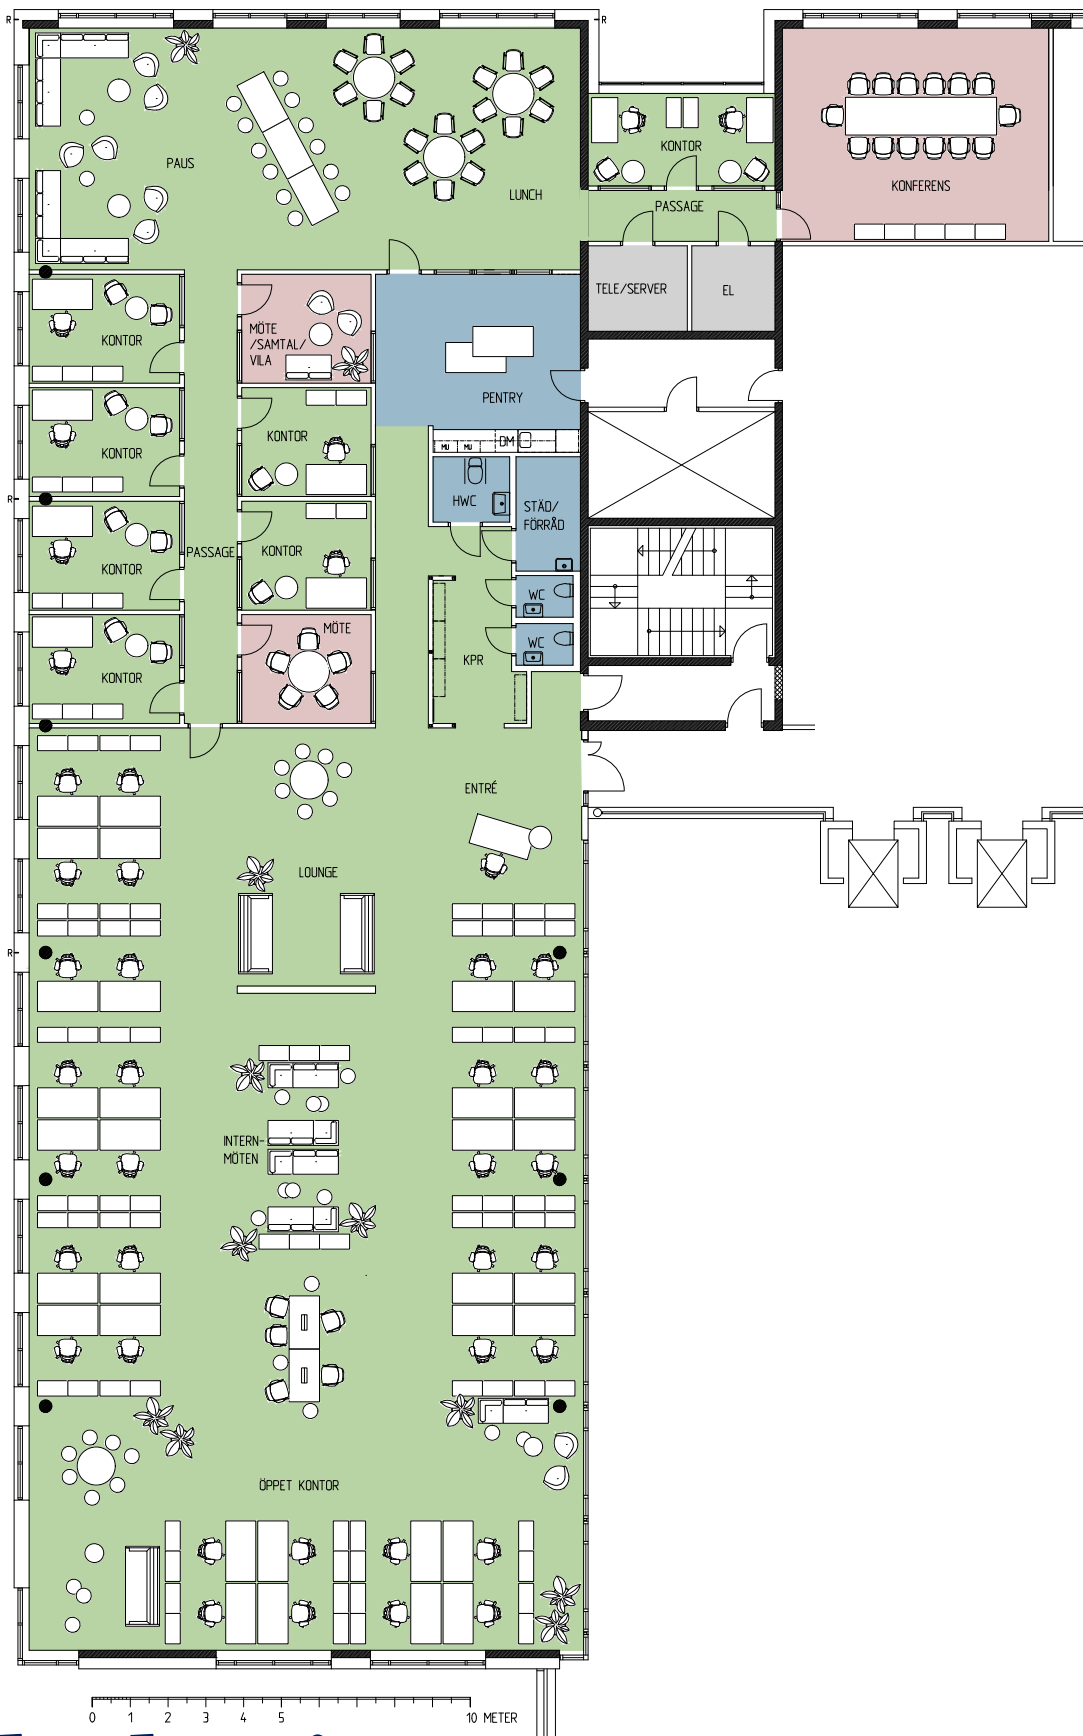 R
R
KONTOR
PAUS
LUNCH
KONFERENS
PASSAGE
TELE/SERVER
EL
MÖTE
/SAMTAL/
VILA
KONTOR
PENTRY
KONTOR
KONTOR
MU
MU
DM
R
HWC
STÄD/
FÖRRÅD
KONTOR
PASSAGE
KONTOR
WC
MÖTE
WC
KONTOR
KPR
ENTRÉ
LOUNGE
R
INTERN-
MÖTEN
ÖPPET KONTOR
0 1 2 3 4 5 10 METER